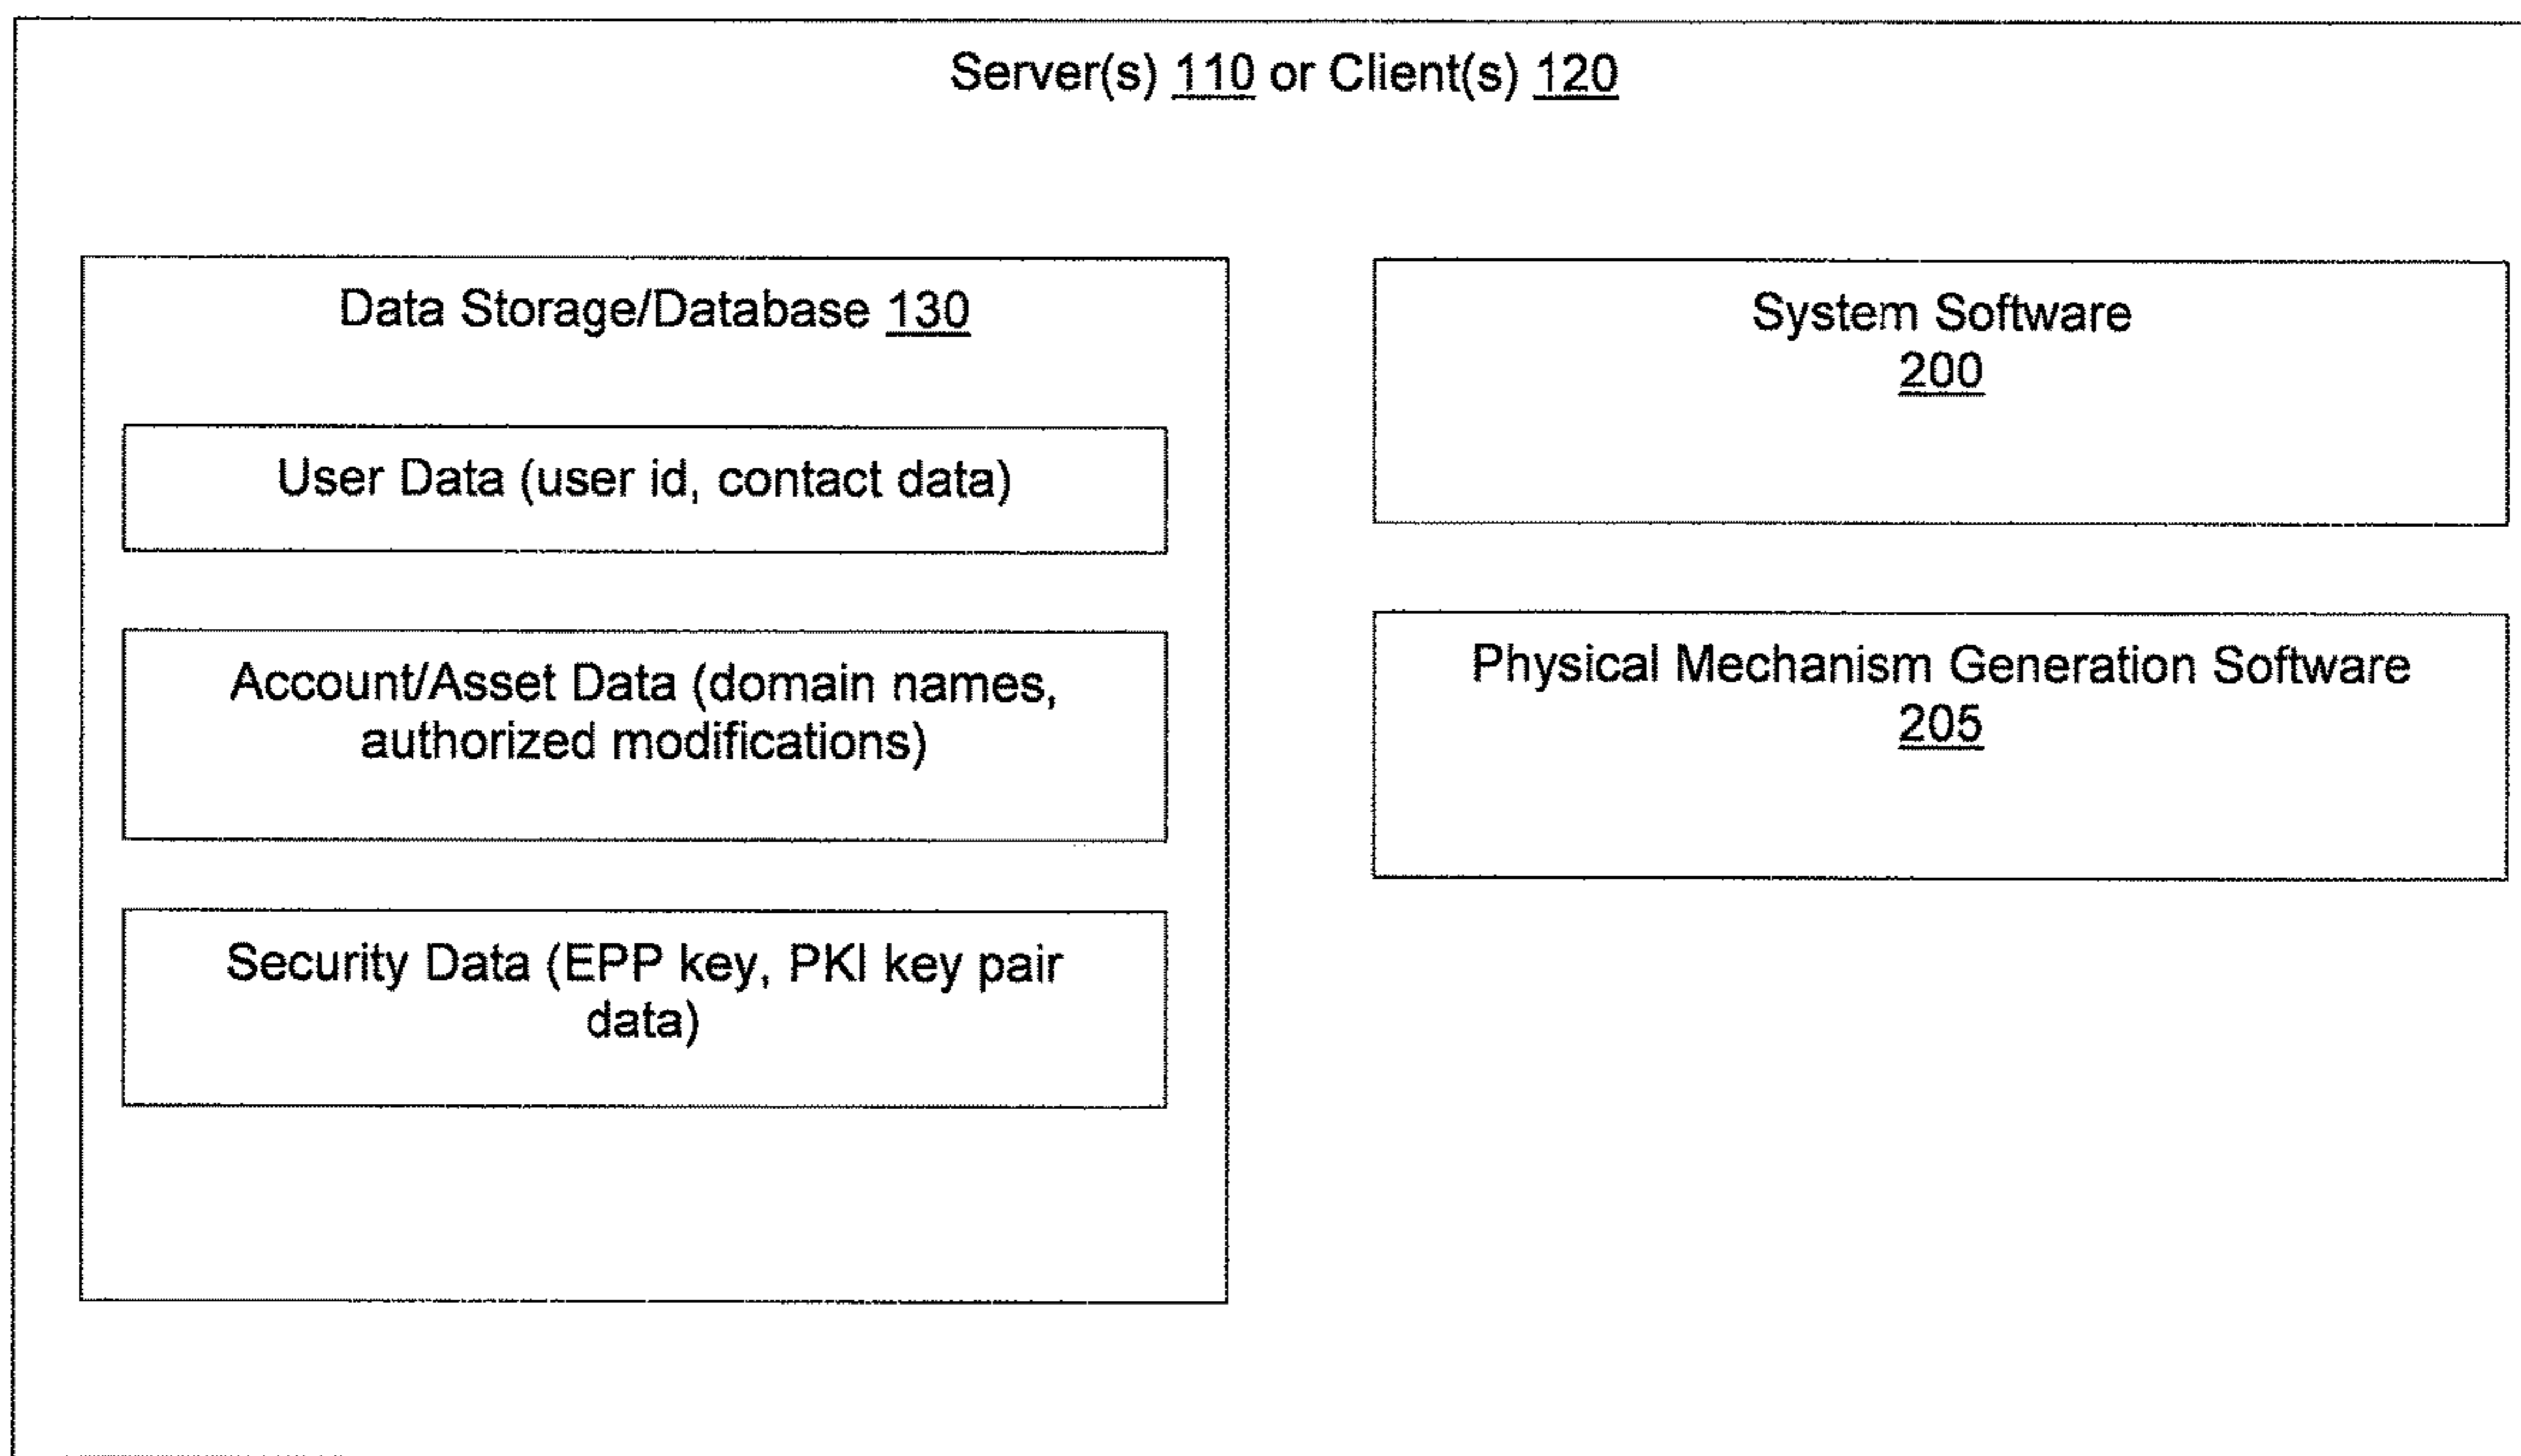 Server(s) 110 or Client(s) 120
Data Storage/Database 130
User Data (user id, contact data)
Account/Asset Data (domain names,
authorized modifications)
Security Data (EPP key, PKI key pair
data)
System Software
200
Physical Mechanism Generation Software
205